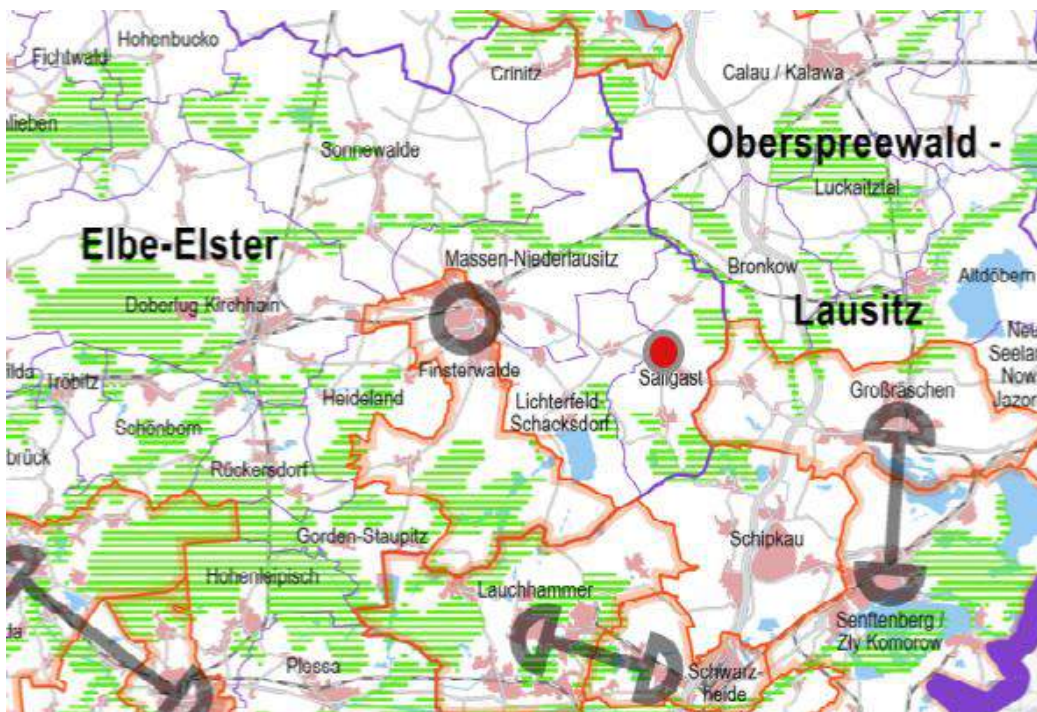 Hohenbucko
Fichtwald
Crinitz
Calau / Kalawa
lieben
Sonnewalde
Oberspreewald -
Luckaitztal
Elbe-Elster
Massen-Niederlausitz
Bronkow
Altdöbern
Doberlug Kirchhain
Lausitz
Neu
Seelan
Now
Jazor
Finsterwalde
Sallgast
Großräschen
ilda
Tröbitz
Heideland
Lichterfeld
Schacksdorf
Schönborn
brück
Rückersdorf
Gorden-Staupitz
Schipkau
Hohenleipisch
Lauchhammer
da
Senftenberg /
Zly Komorow
Plessa
Schwarz-
heide